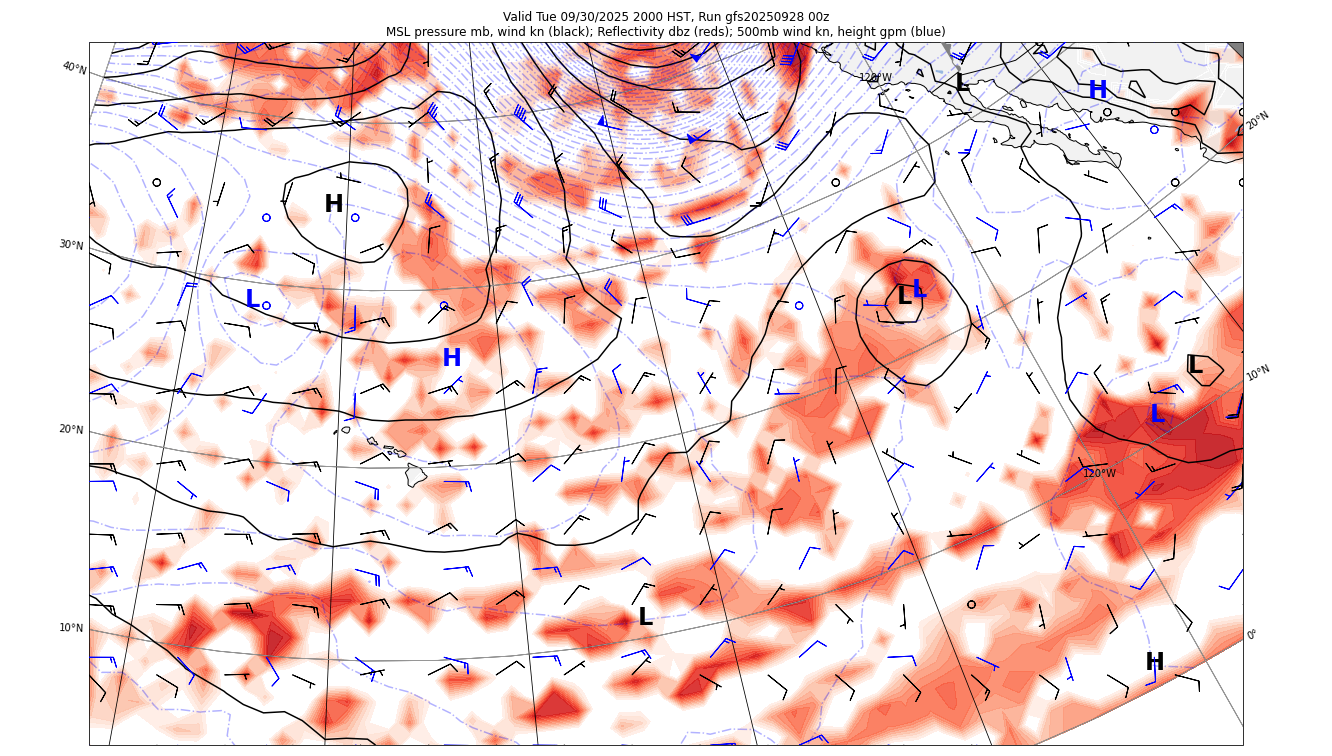 Valid Tue 09/30/2025 2000 HST, Run gfs20250928 00z
MSL pressure mb, wind kn (black); Reflectivity dbz (reds); 500mb wind kn, height gpm (blue)
40°N
120°W
L
H
20°N
H
30°N
L
L
L
H
L
10°N
L
20°N
120°W
L
10°N
0°
H